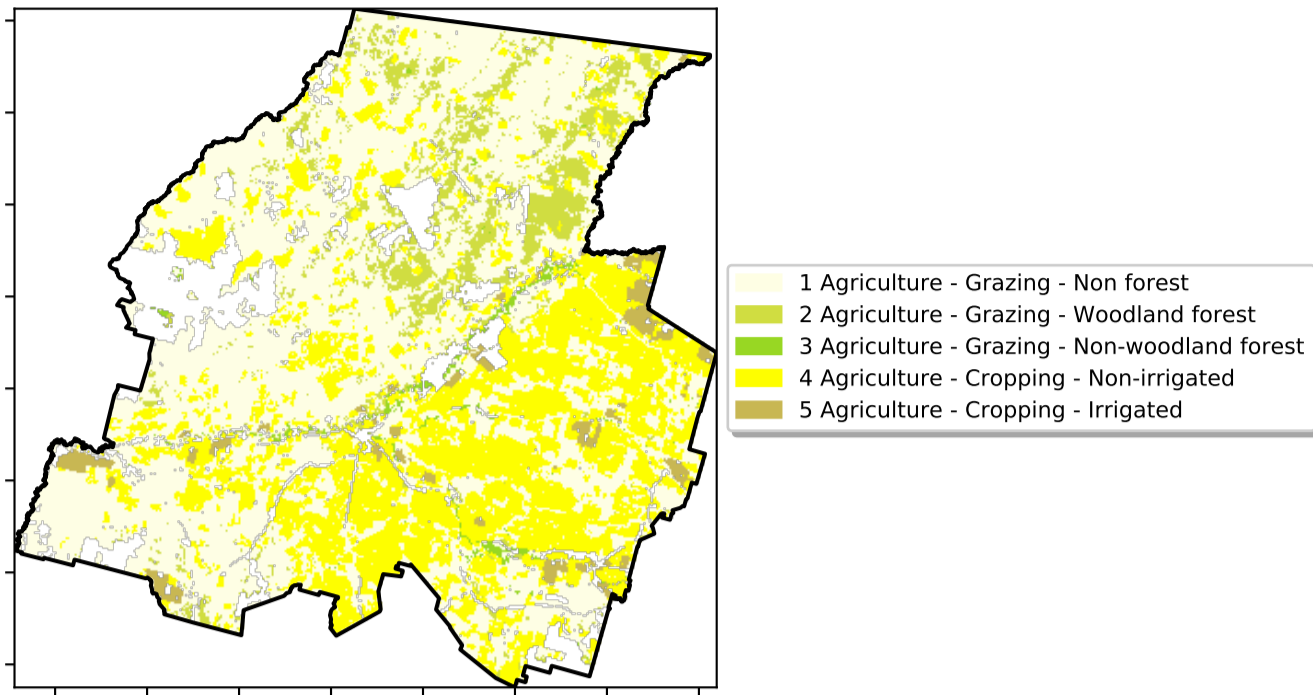 1 Agriculture - Grazing - Non forest
2 Agriculture - Grazing - Woodland forest
3 Agriculture - Grazing - Non-woodland forest
4 Agriculture - Cropping - Non-irrigated
5 Agriculture - Cropping - Irrigated